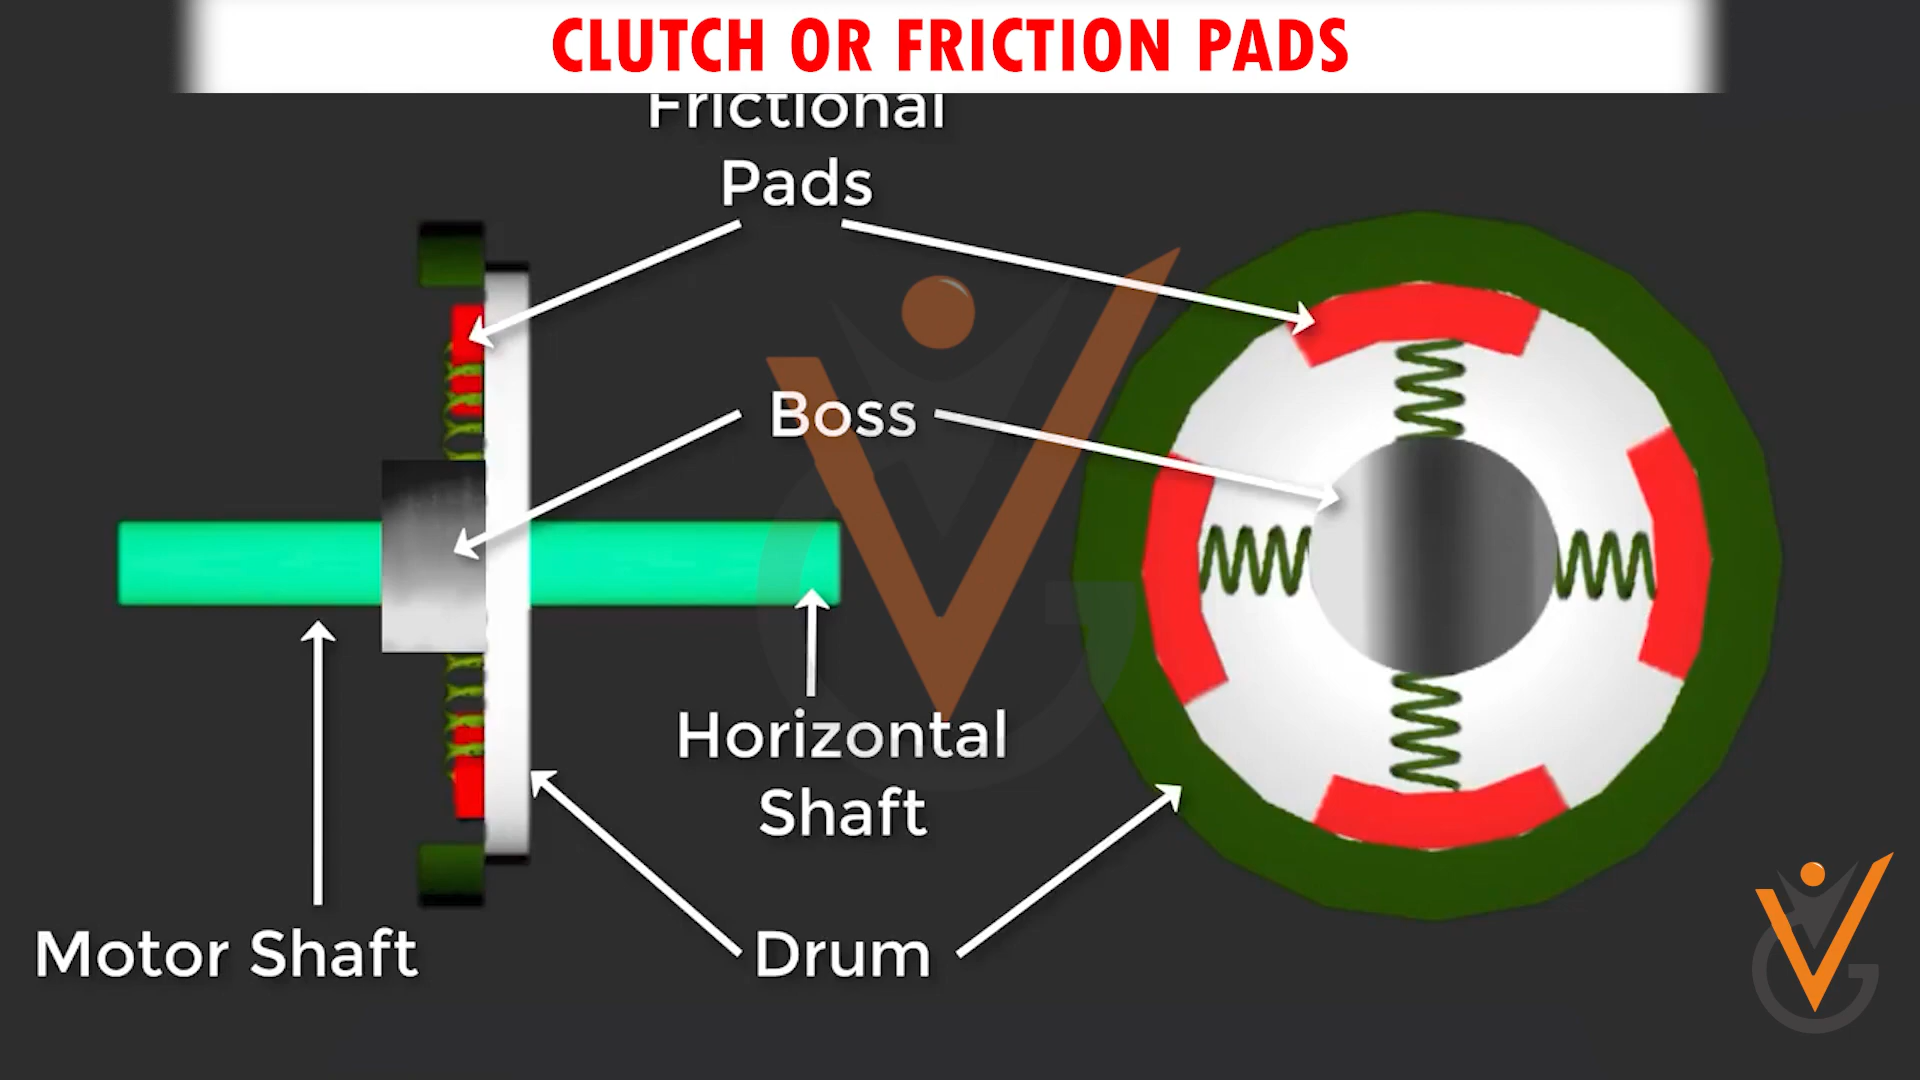 CLUTCH OR FRICTION PADS
Frictional
Pads
Boss
Horizontal
Shaft
Motor Shaft
Drum